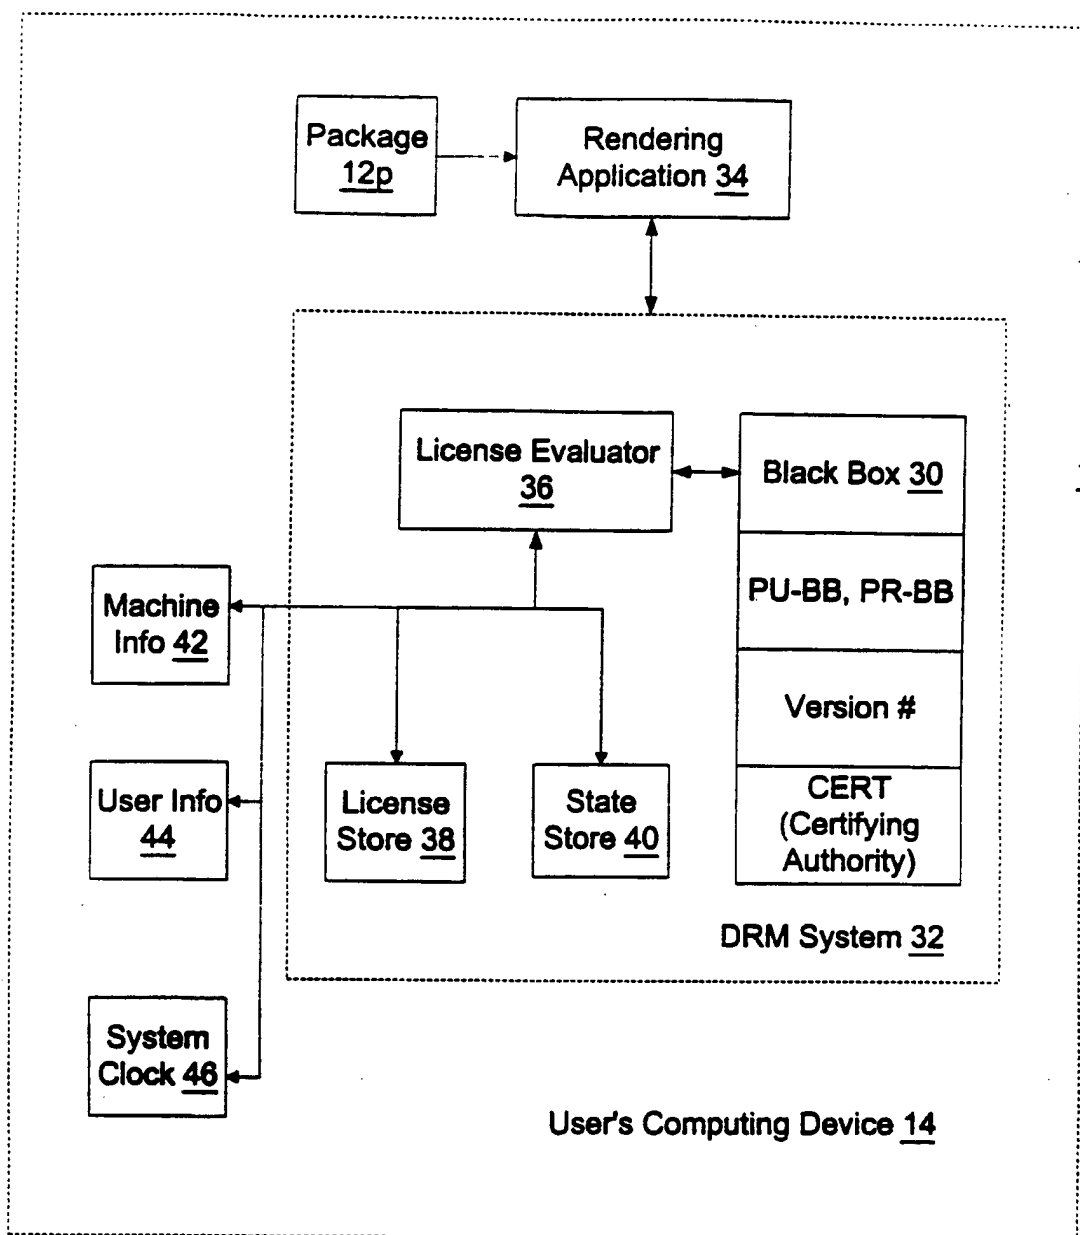 Package
12p
Rendering
Application 34
License Evaluator
36
Black Box 30
PU-BB, PR-BB
Version #
CERT
(Certifying
Authority)
Machine
Info 42
User Info
44
License
Store 38
State
Store 40
DRM System 32
System
Clock 46
User's Computing Device 14